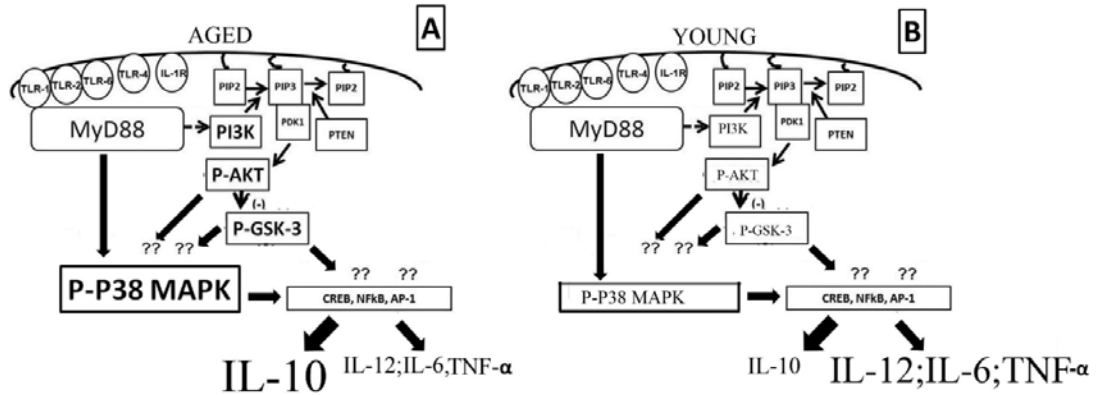 AGED
A
TLR-1
TLR-2
TLR-6
TLR-4
IL-1R
PIP2
PIP3
PIP2
MyD88
PI3K
PDK1
PTEN
P-AKT
(-)
P-GSK-3
?? ??
?? ??
P-P38 MAPK
CREB, NFkB, AP-1
IL-10
IL-12;IL-6,TNF-α
YOUNG
B
TLR-1
TLR-2
TLR-6
TLR-4
IL-1R
PIP2
PIP3
PIP2
MyD88
PI3K
PDK1
PTEN
P-AKT
(-)
P-GSK-3
?? ??
?? ??
P-P38 MAPK
CREB, NFkB, AP-1
IL-10
IL-12;IL-6;TNF-α